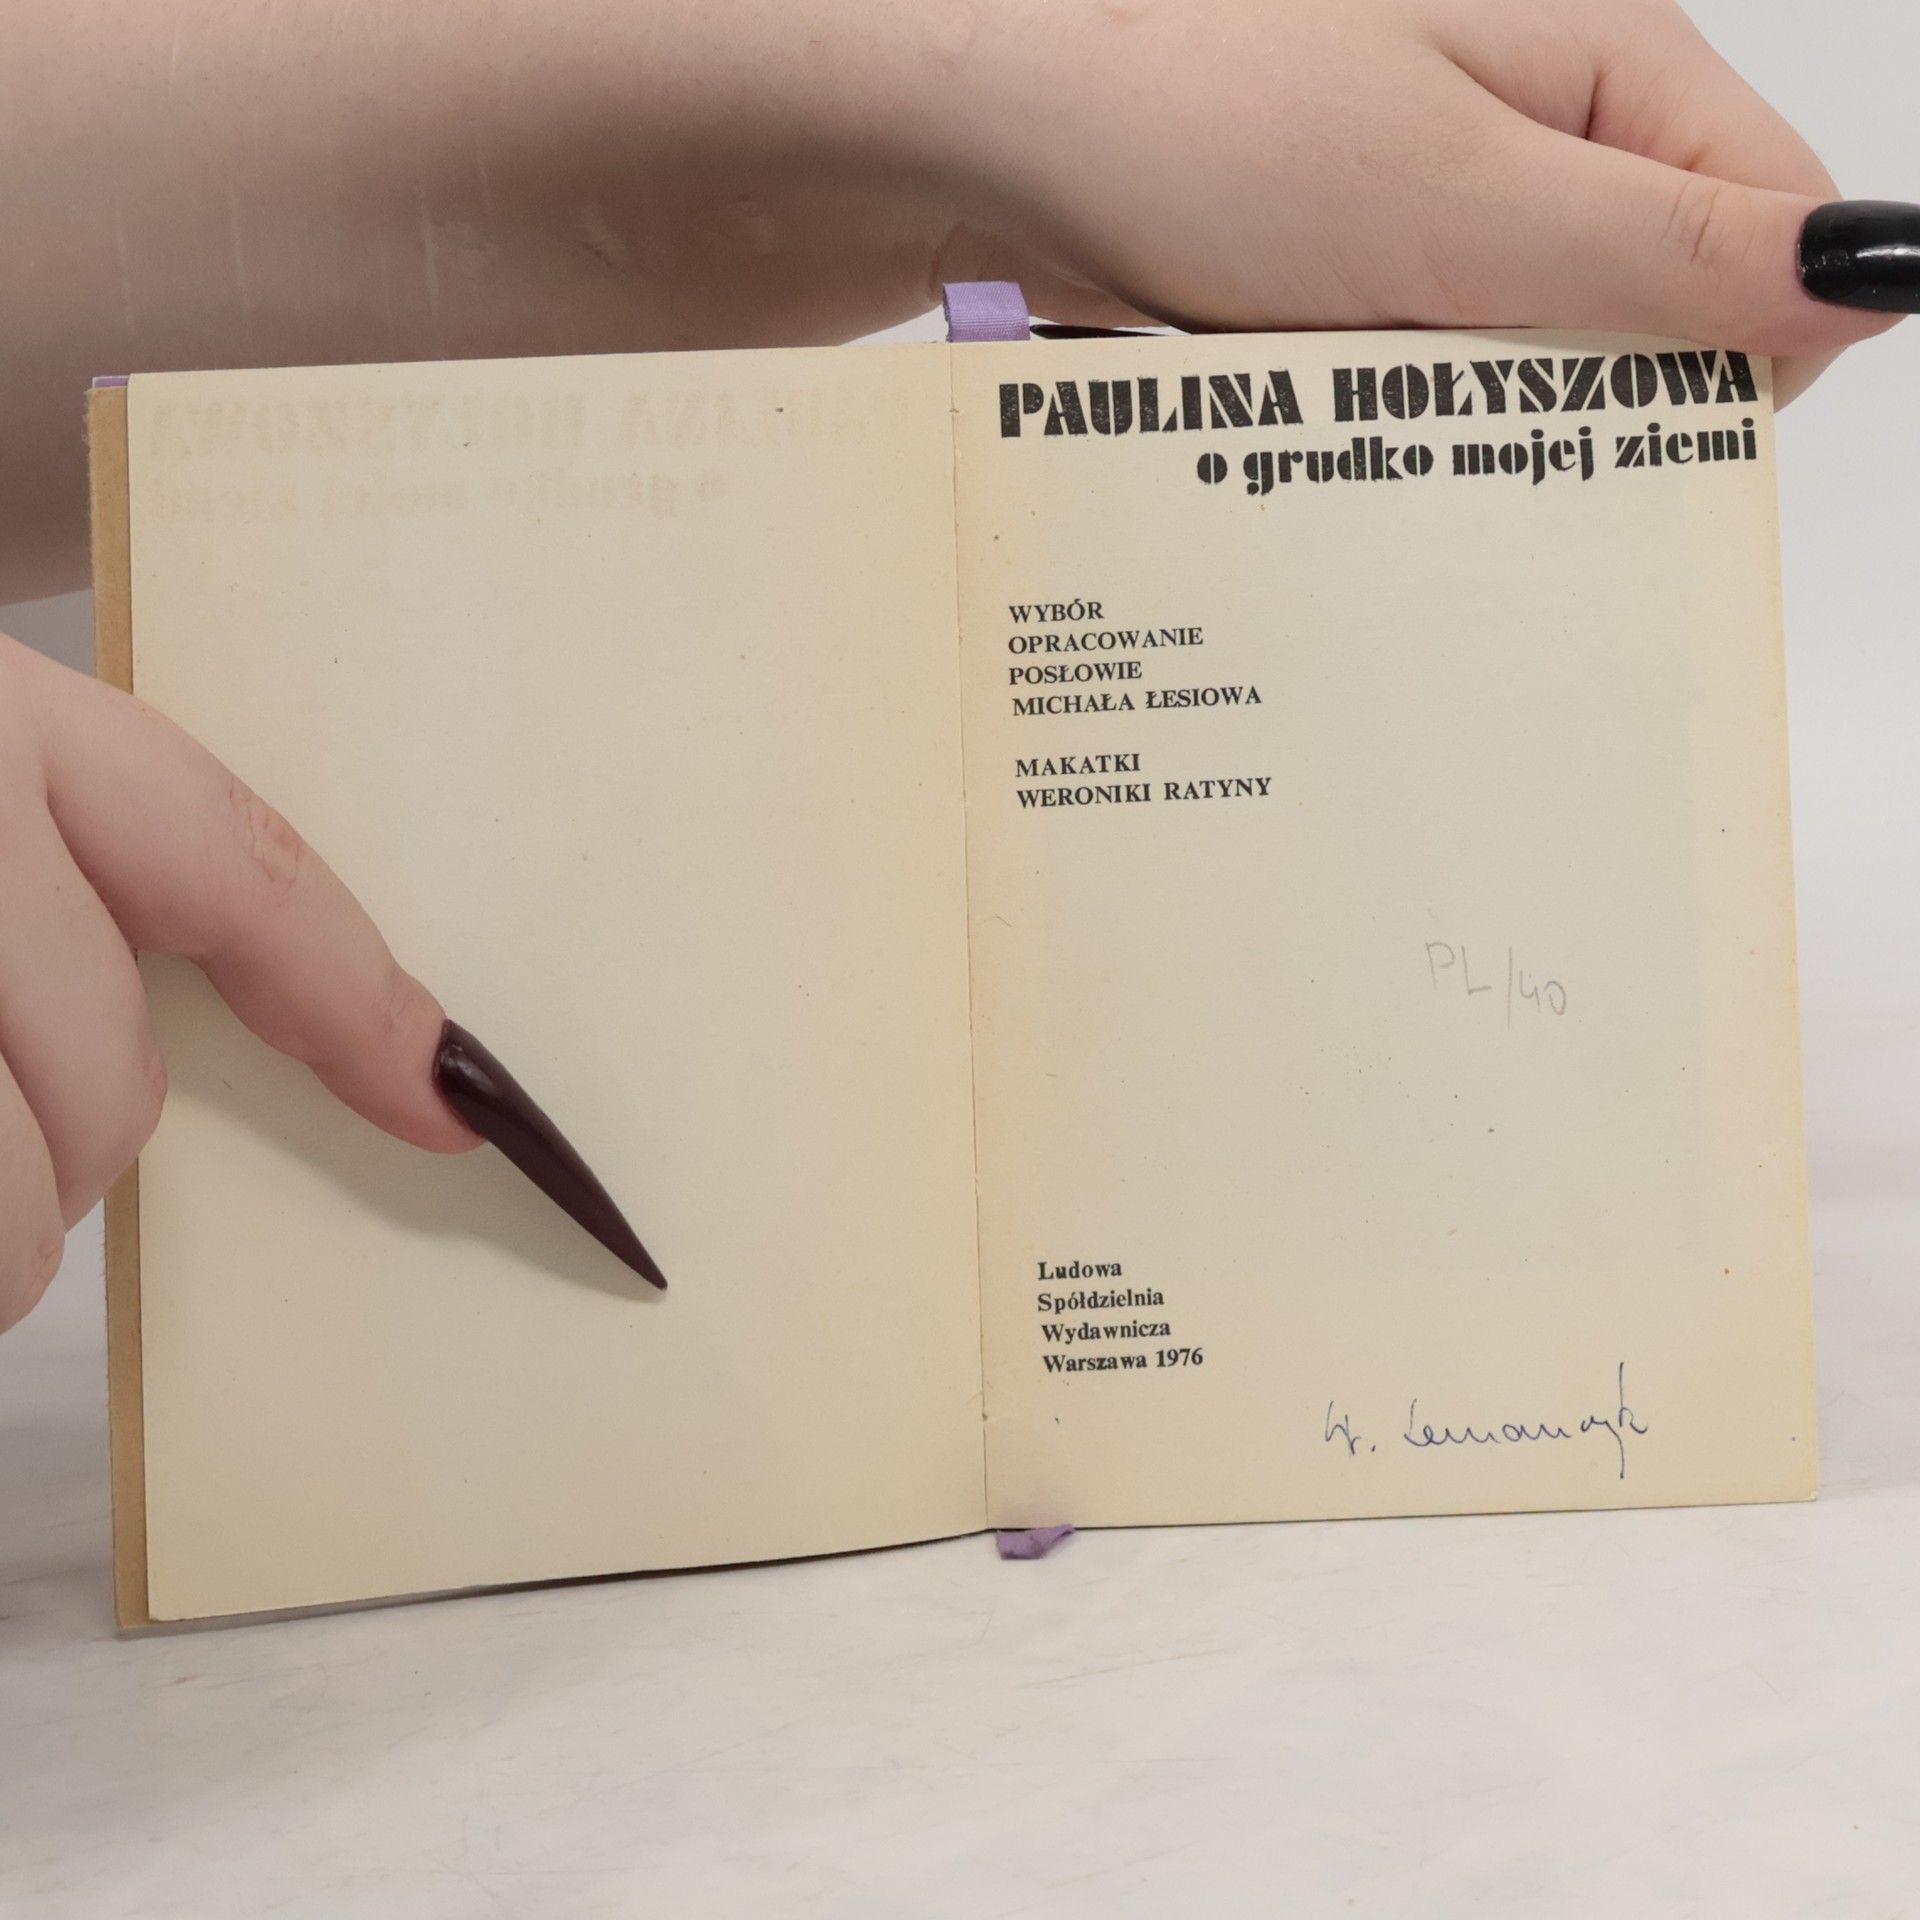 PAULINA HOŁYSZOWA
o grudko mojej ziemi
WYBÓR
OPRACOWANIE
POSŁOWIE
MICHAŁA ŁESIOWA
MAKATKI
WERONIKI RATYNY
PL/40
Ludowa
Spółdzielnia
Wydawnicza
Warszawa 1976